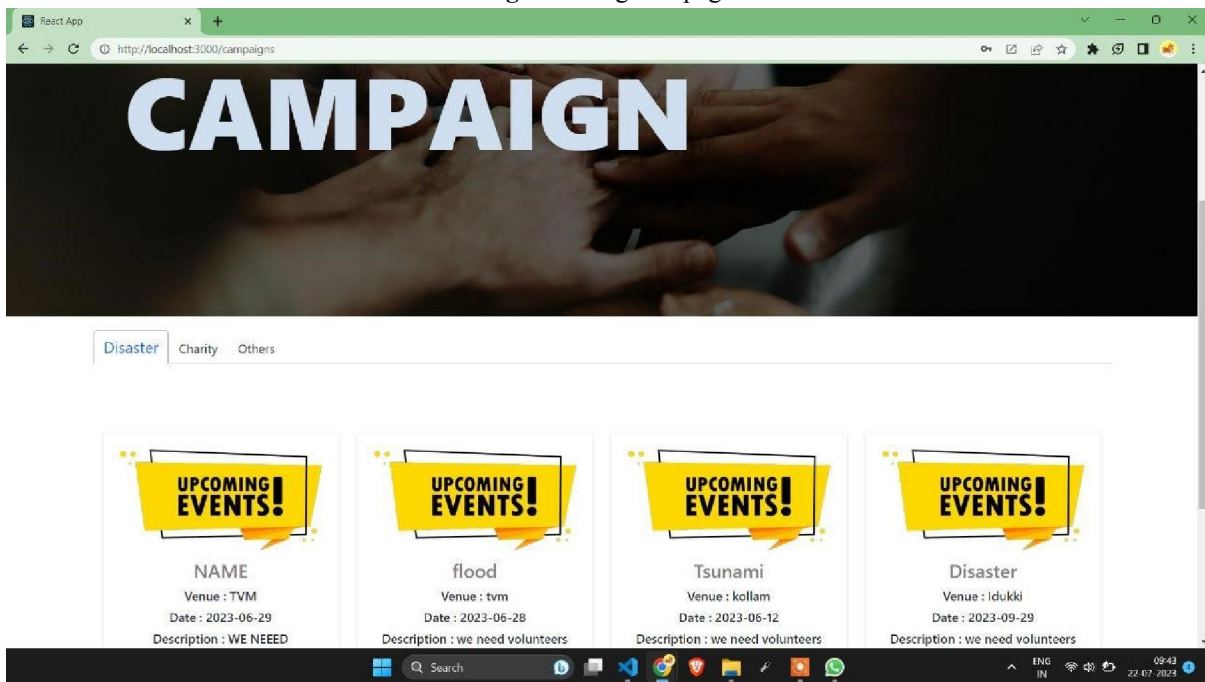 React App
http://localhost:3000/campaigns
CAMPAIGN
Disaster Charity Others
UPCOMING
EVENTS!
UPCOMING
EVENTS!
UPCOMING
EVENTS!
UPCOMING
EVENTS!
NAME flood Tsunami Disaster
Venue : TVM Venue : tvm Venue : kollam Venue : Idukki
Date : 2023-06-29 Date : 2023-06-28 Date : 2023-06-12 Date : 2023-09-29
Description : WE NEEED Description : we need volunteers Description : we need volunteers Description : we need volunteers
Search ENG 09:43
IN 22-07-2023 4